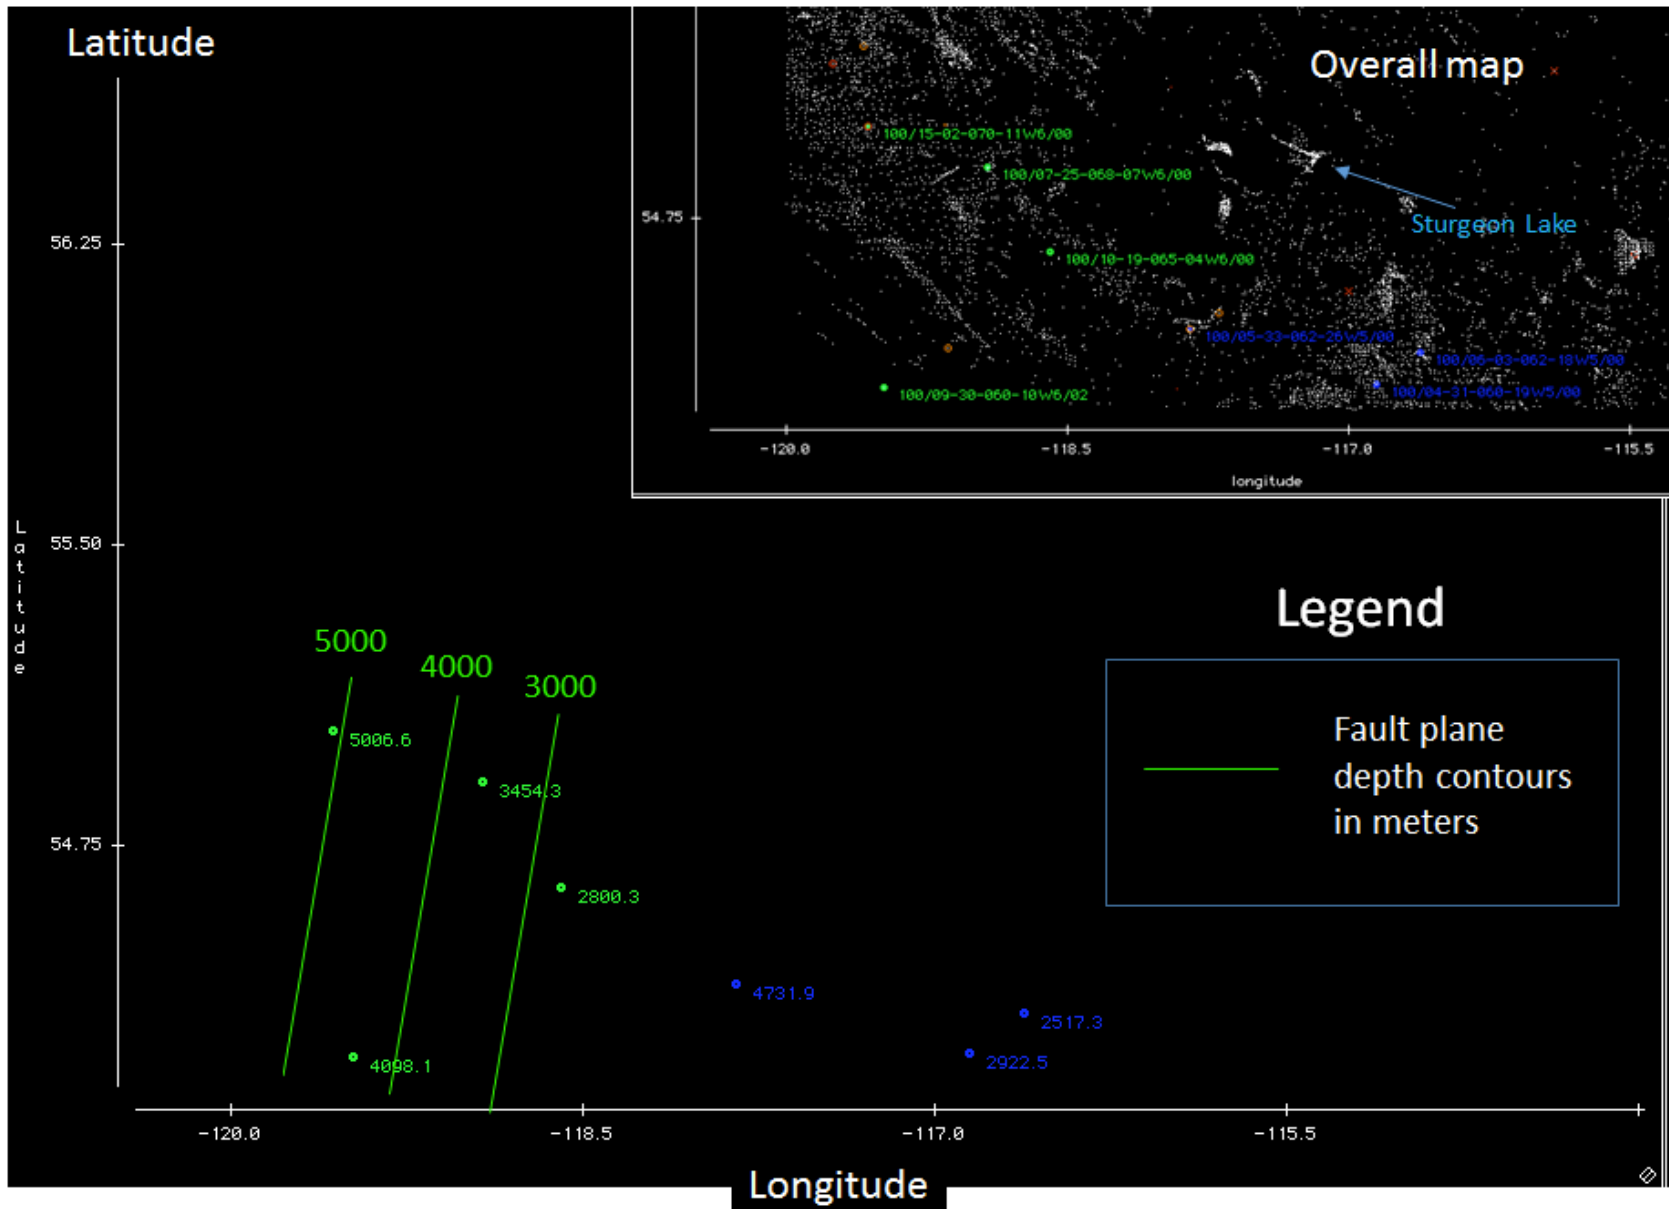 Latitude
Overall map
100/15-02-070-11W6/00
100/07-25-068-07W6/00
54.75
Sturgeon Lake
100/10-19-065-04W6/00
100/05-33-062-26W5/00
100/06-03-062-18W5/00
100/09-30-060-10W6/02
100/04-31-060-19W5/00
-120.0
-118.5
-117.0
-115.5
longitude
56.25
Latitude
55.50
Legend
5000
4000
3000
Fault plane
depth contours
in meters
5006.6
3454.3
54.75
2800.3
4731.9
2517.3
4098.1
2922.5
-120.0
-118.5
-117.0
-115.5
Longitude